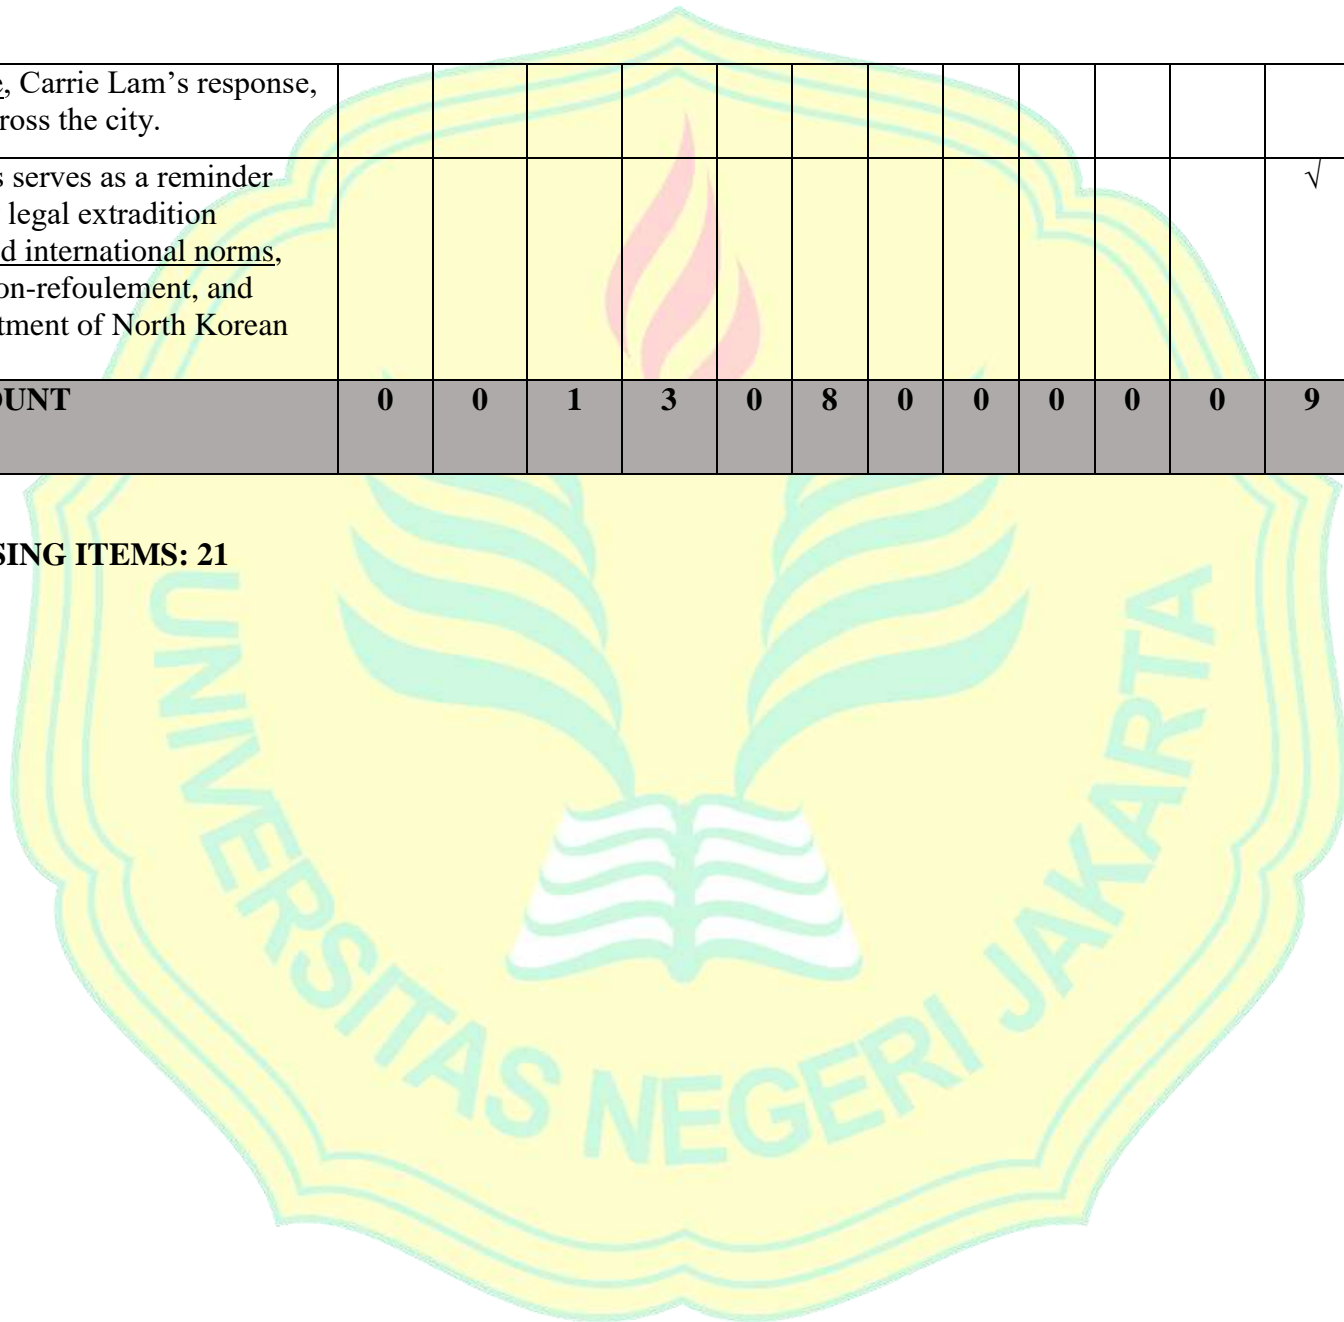 , Carrie Lam's response,
ross the city.
s serves as a reminder √
legal extradition
d international norms,
on-refoulement, and
tment of North Korean
OUNT 0 0 1 3 0 8 0 0 0 0 0 9
SING ITEMS: 21
UNIVERSITAS NEGERI JAKARTA